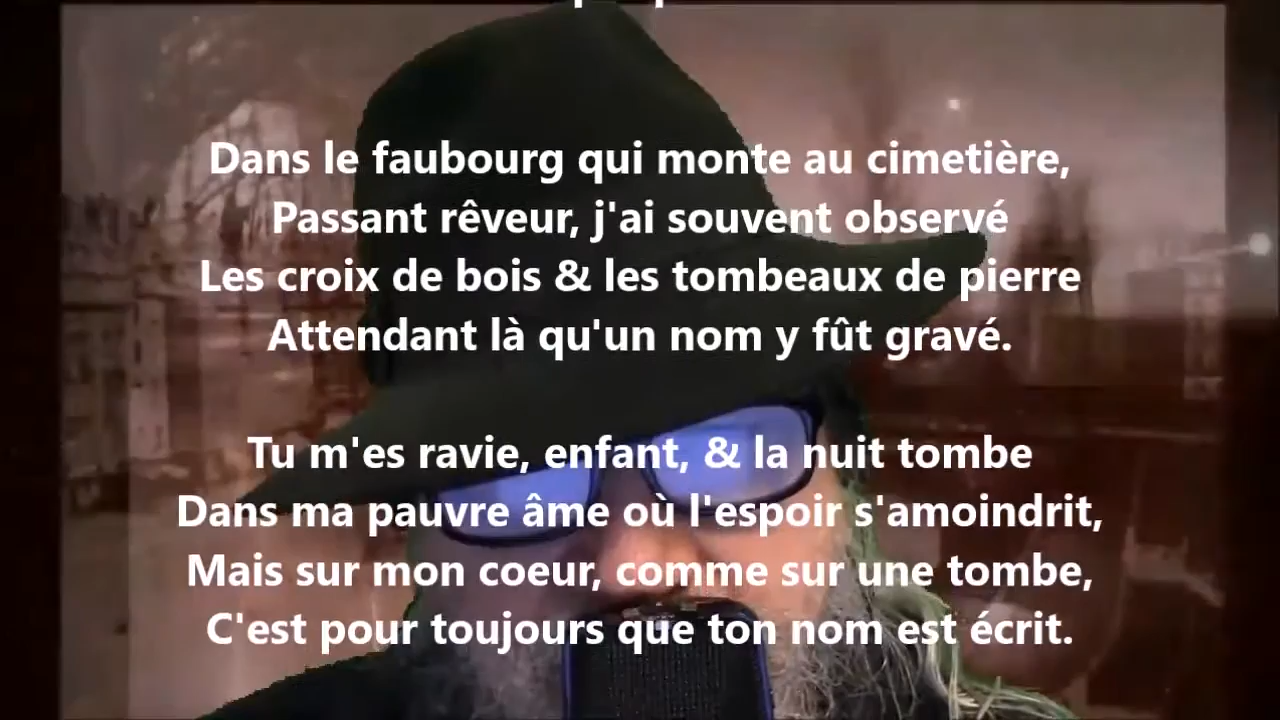 Dans le faubourg qui monte au cimetière,
Passant rêveur, j'ai souvent observé
Les croix de bois & les tombeaux de pierre
Attendant là qu'un nom y fût gravé.
Tu m'es ravie, enfant, & la nuit tombe
Dans ma pauvre âme où l'espoir s'amoindrit,
Mais sur mon coeur, comme sur une tombe,
C'est pour toujours que ton nom est écrit.